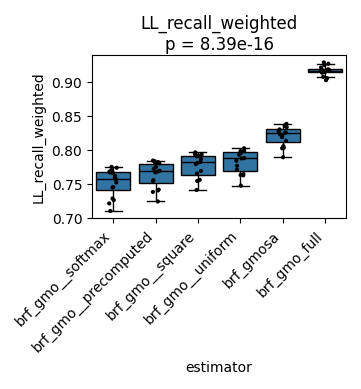 LL_recall_weighted
p = 8.39e-16
LL_recall_weighted
0.90
0.85
0.80
0.75
0.70
brf_gmo__softmax
brf_gmo__precomputed
brf_gmo__square
brf_gmo__uniform
brf_gmosa
brf_gmo_full
estimator